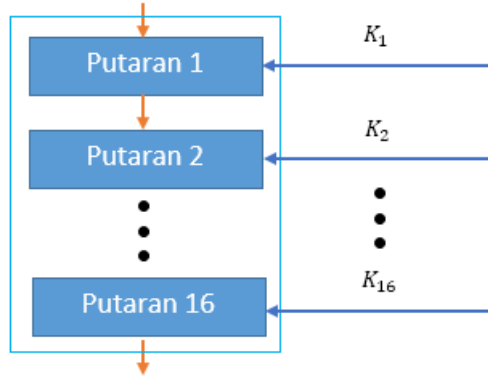 Putaran 1
K₁
Putaran 2
K₂
Putaran 16
K₁₆